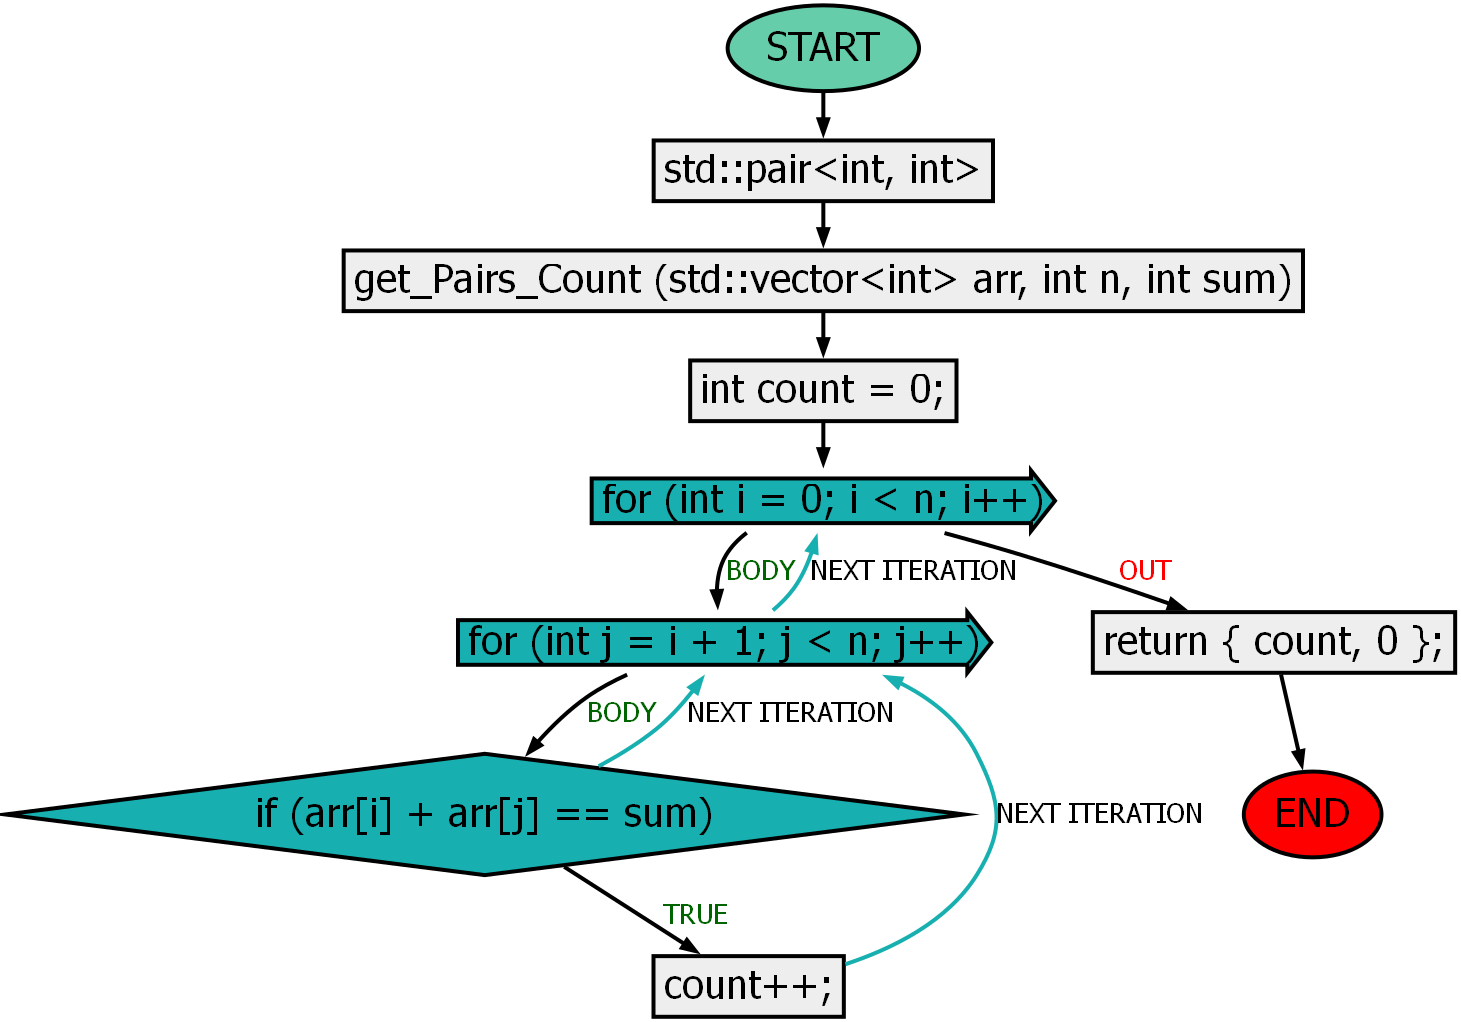 START
std::pair<int, int>
get_Pairs_Count (std::vector<int> arr, int n, int sum)
int count = 0;
for (int i = 0; i < n; i++)
BODY
NEXT ITERATION
OUT
for (int j = i + 1; j < n; j++)
return { count, 0 };
BODY
NEXT ITERATION
if (arr[i] + arr[j] == sum)
NEXT ITERATION
END
TRUE
count++;